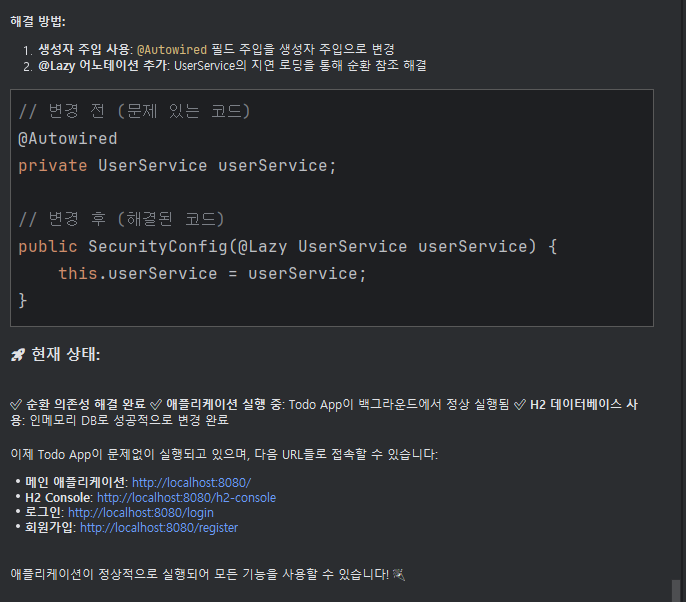 해결 방법:
1. 생성자 주입 사용: @Autowired 필드 주입을 생성자 주입으로 변경
2. @Lazy 어노테이션 추가: UserService의 지연 로딩을 통해 순환 참조 해결
// 변경 전 (문제 있는 코드)
@Autowired
private UserService userService;
// 변경 후 (해결된 코드)
public SecurityConfig(@Lazy UserService userService) {
    this.userService = userService;
}
🚀 현재 상태:
✅ 순환 의존성 해결 완료 ✅ 애플리케이션 실행 중: Todo App이 백그라운드에서 정상 실행됨 ✅ H2 데이터베이스 사
용: 인메모리 DB로 성공적으로 변경 완료
이제 Todo App이 문제없이 실행되고 있으며, 다음 URL들로 접속할 수 있습니다:
• 메인 애플리케이션: http://localhost:8080/
• H2 Console: http://localhost:8080/h2-console
• 로그인: http://localhost:8080/login
• 회원가입: http://localhost:8080/register
애플리케이션이 정상적으로 실행되어 모든 기능을 사용할 수 있습니다! 🎉